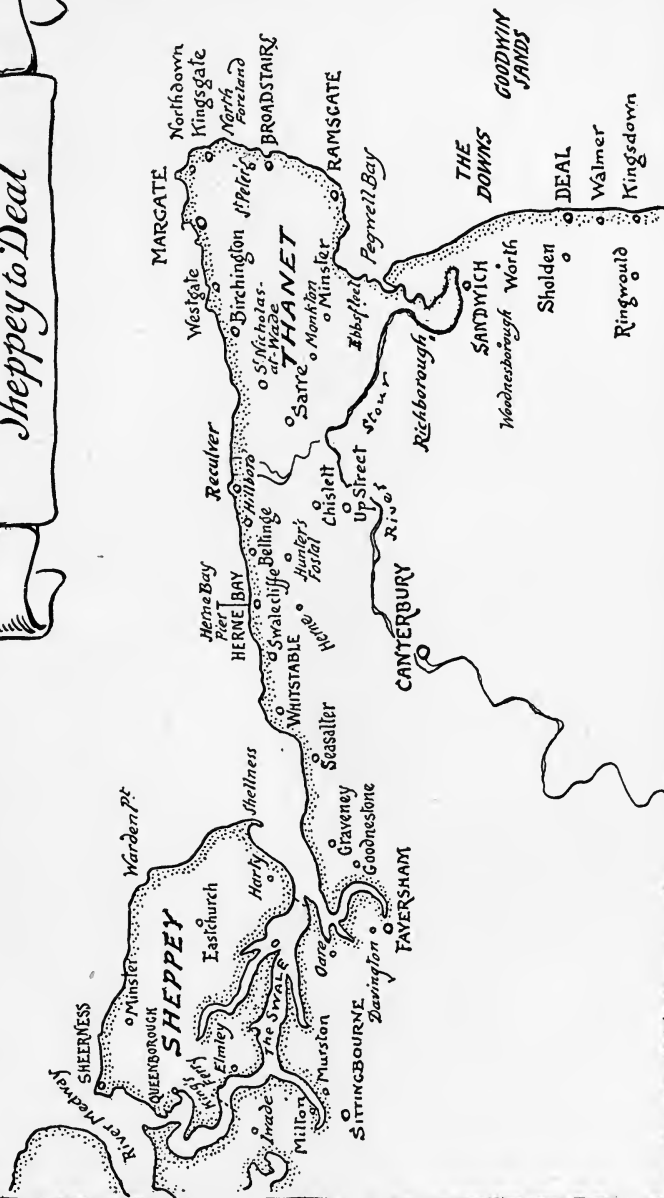 Sheppey to Deal
River Medway
SHEERNESS
Minster
QUEENBOROUGH
SHEPPEY
Warden Pt
Eastchurch
Shellness
Harty
King's
Ferry
Elmley
The SWALE
Iwade
Milton
Murston
SITTINGBOURNE
Oare
Davington
FAVERSHAM
Graveney
Goodnestone
Seasalter
WHITSTABLE
Swalecliffe
Herne Bay
Pier
HERNE BAY
Herne
Hunter's
Fostal
Beltinge
Hillboro
Reculver
Chislett
Up Street
River
Stour
CANTERBURY
Sarre
St Nicholas-
at-Wade
THANET
Monkton
Minster
Birchington
Westgate
MARGATE
Northdown
Kingsgate
North
Foreland
St Peter's
BROADSTAIRS
RAMSGATE
Pegwell Bay
Ebbsfleet
Richborough
SANDWICH
Woodnesborough
Worth
THE
DOWNS
GOODWIN
SANDS
Sholden
DEAL
Walmer
Ringwould
Kingsdown